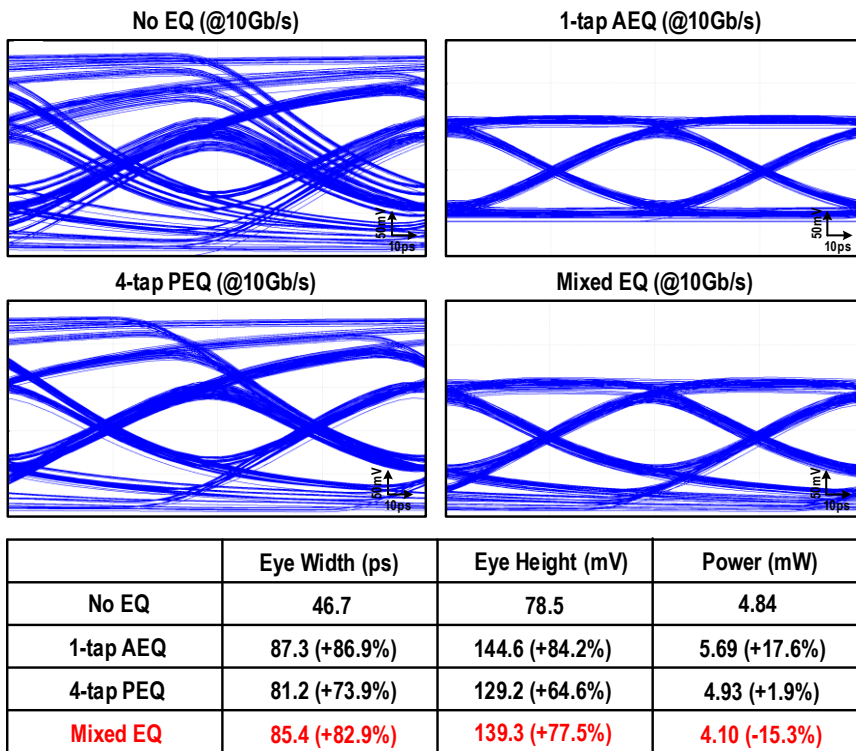 No EQ (@10Gb/s) 1-tap AEQ (@10Gb/s)
50mV 50mV
10ps 10ps
4-tap PEQ (@10Gb/s) Mixed EQ (@10Gb/s)
50mV 50mV
10ps 10ps
Eye Width (ps) Eye Height (mV) Power (mW)
No EQ 46.7 78.5 4.84
1-tap AEQ 87.3 (+86.9%) 144.6 (+84.2%) 5.69 (+17.6%)
4-tap PEQ 81.2 (+73.9%) 129.2 (+64.6%) 4.93 (+1.9%)
Mixed EQ 85.4 (+82.9%) 139.3 (+77.5%) 4.10 (-15.3%)